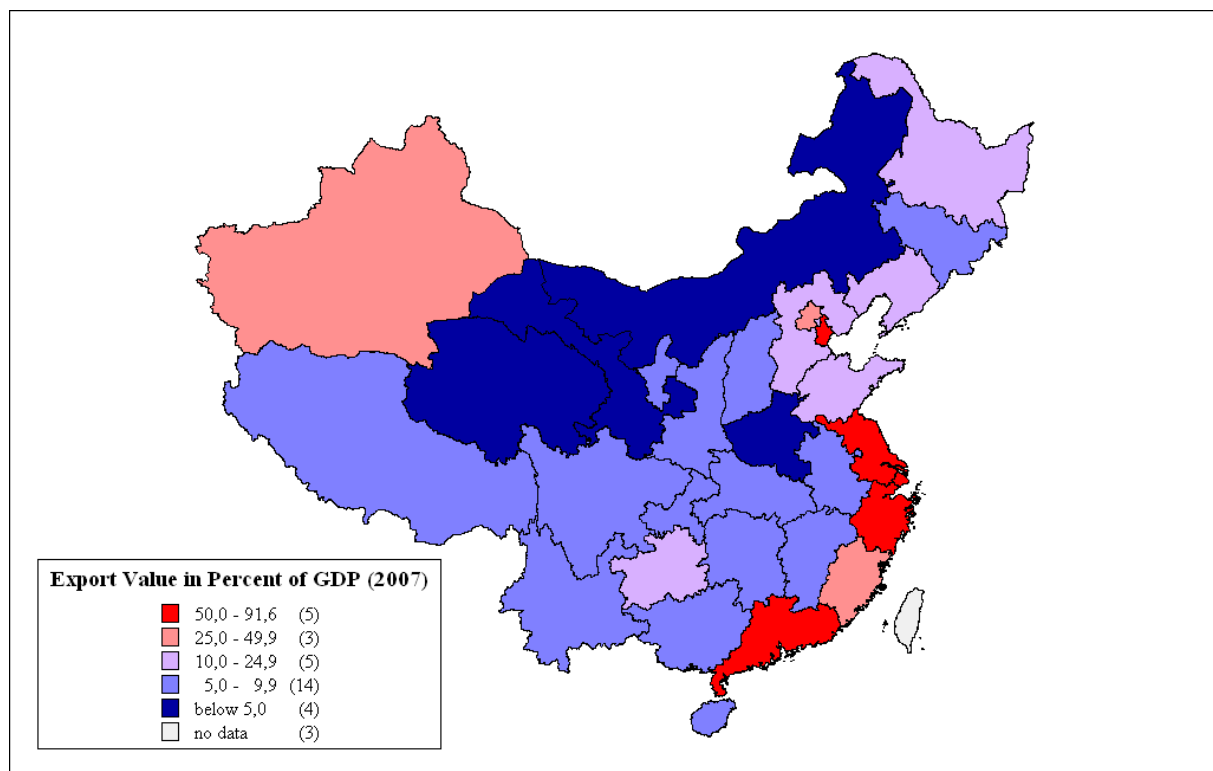 Export Value in Percent of GDP (2007)
50,0 - 91,6 (5)
25,0 - 49,9 (3)
10,0 - 24,9 (5)
5,0 - 9,9 (14)
below 5,0 (4)
no data (3)